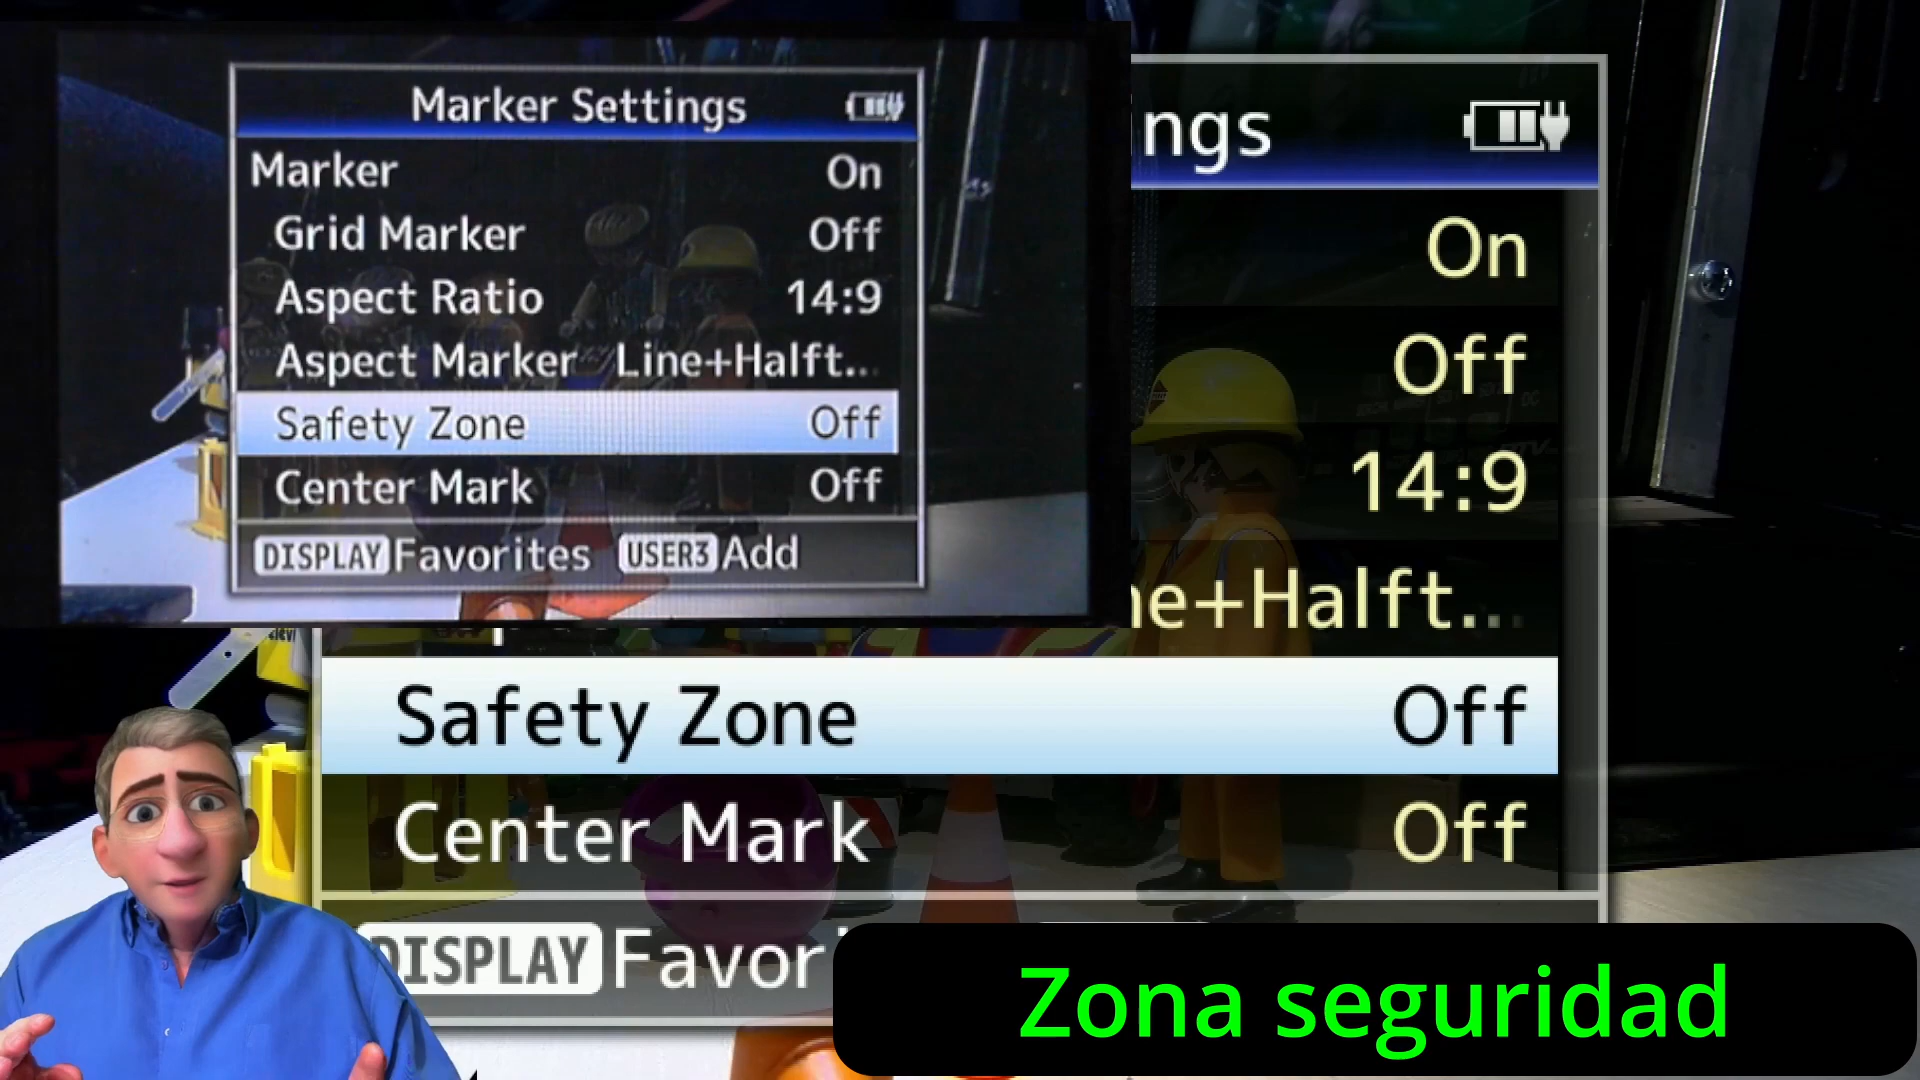 Marker Settings
Marker On
Grid Marker Off
Aspect Ratio 14:9
Aspect Marker Line+Halft...
Safety Zone Off
Center Mark Off
DISPLAY Favorites USER3 Add
ngs
On
Off
14:9
ne+Halft...
Safety Zone Off
Center Mark Off
DISPLAY Favori
Zona seguridad